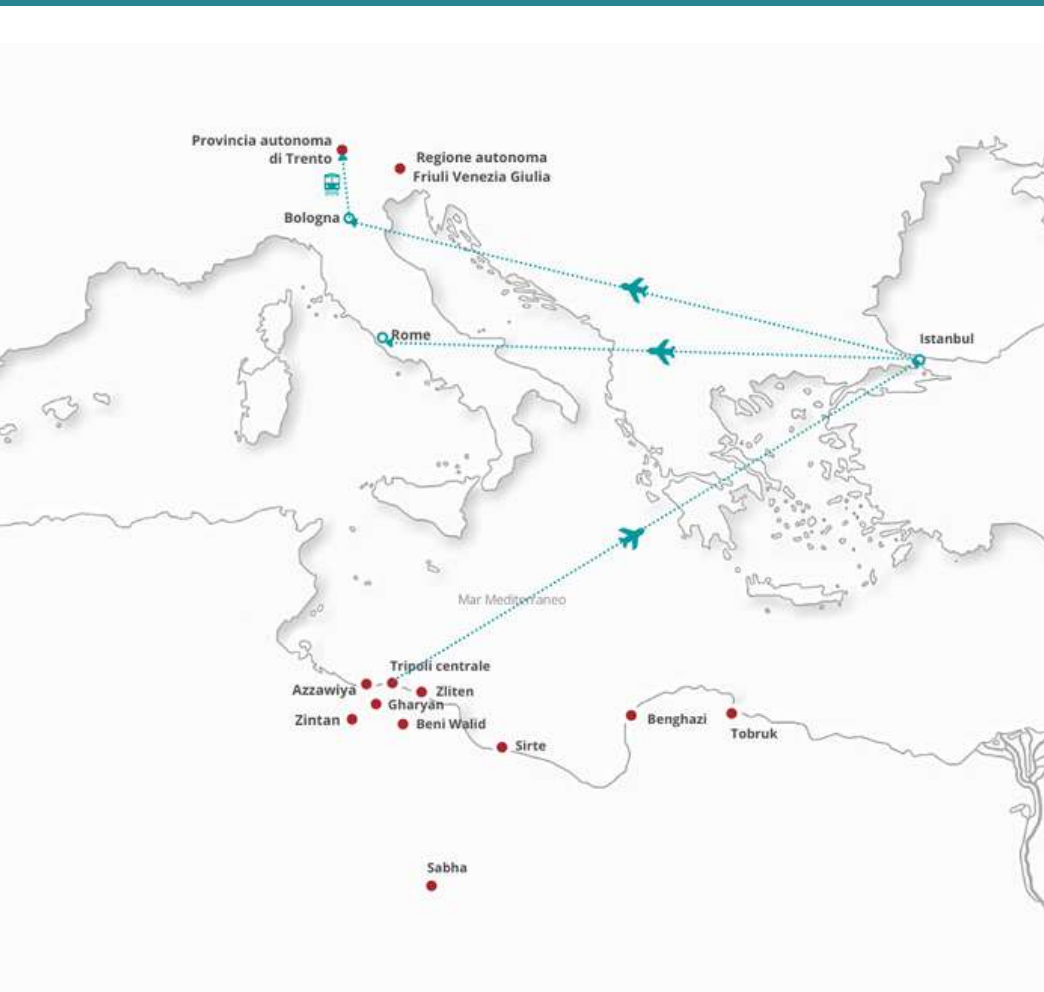 Provincia autonoma
di Trento
Regione autonoma
Friuli Venezia Giulia
Bologna
Rome
Istanbul
Mar Mediterraneo
Tripoli centrale
Azzawiya
Zliten
Gharyan
Zintan
Beni Walid
Sirte
Benghazi
Tobruk
Sabha